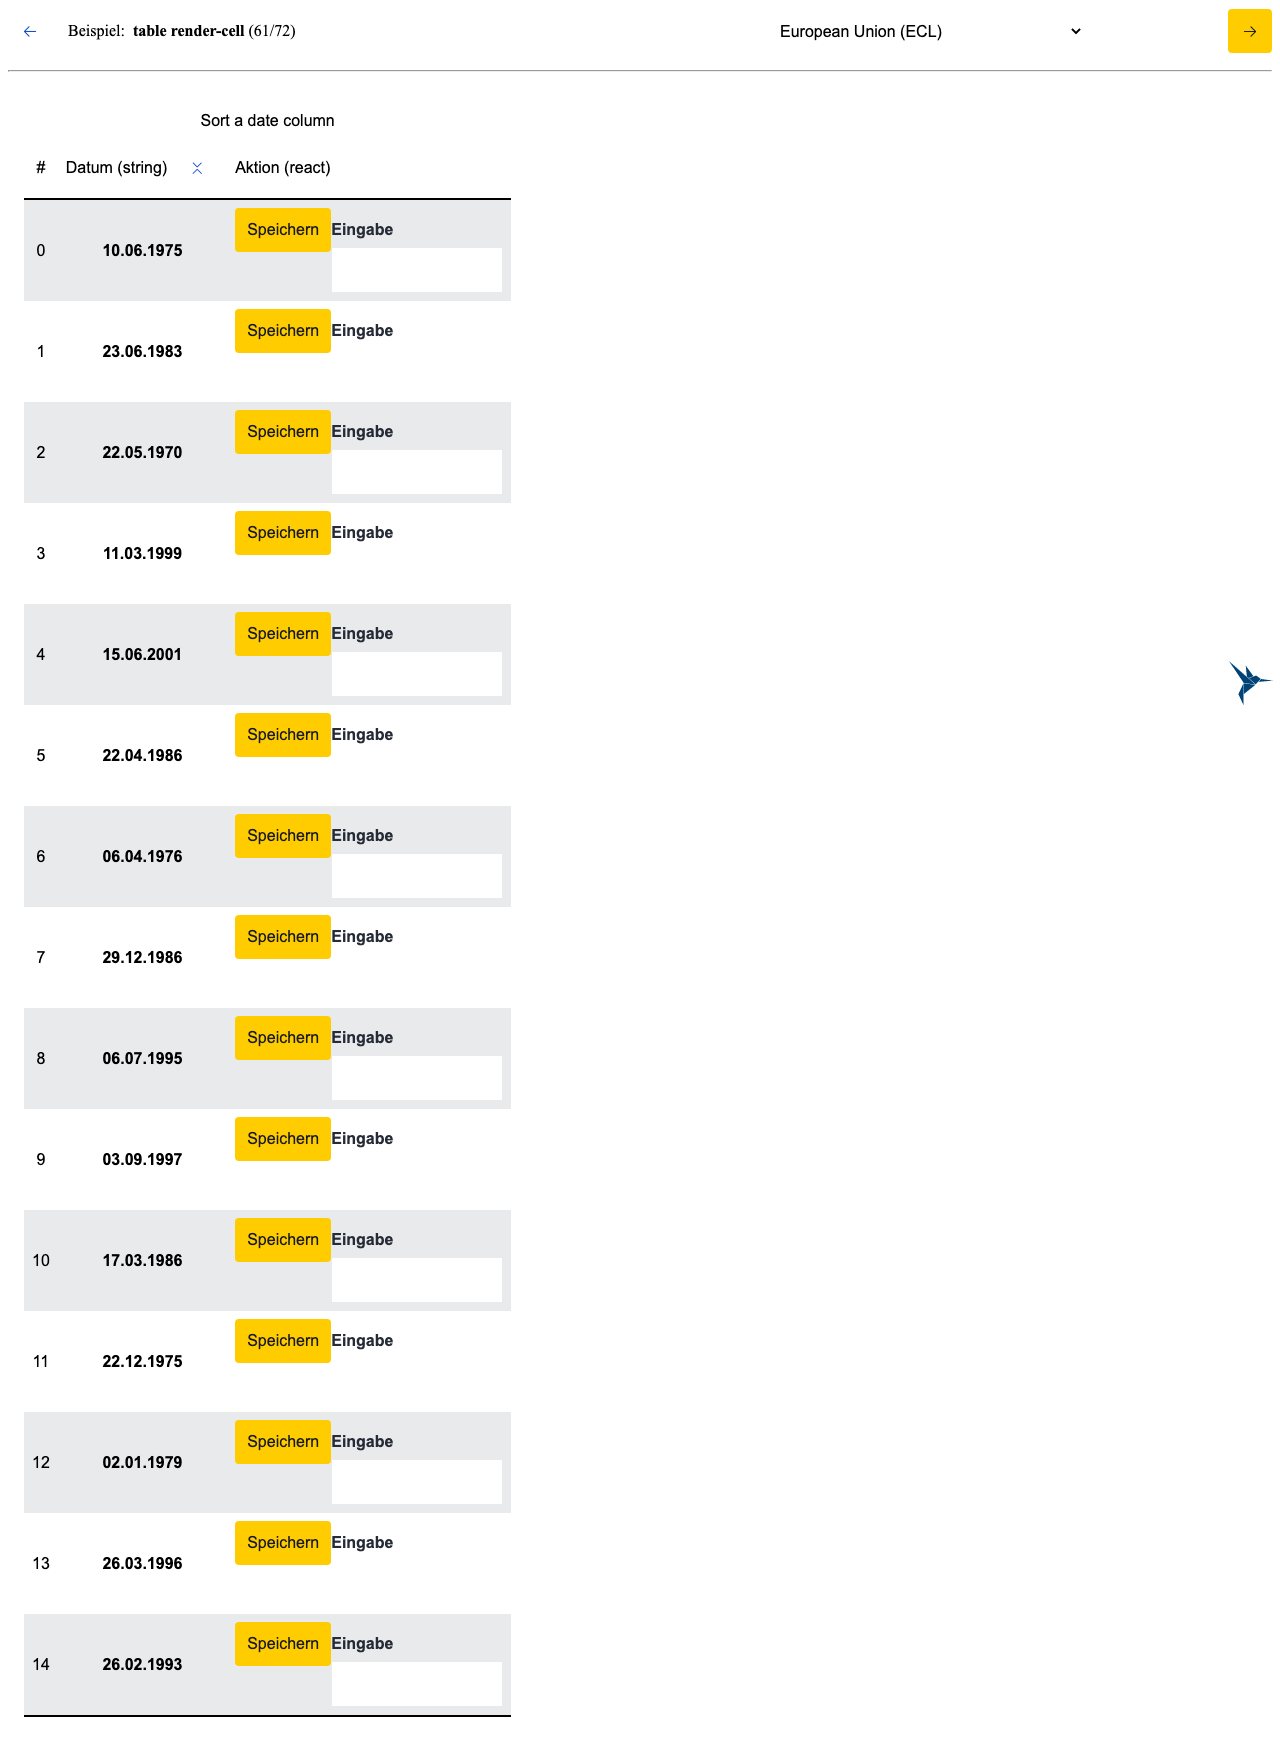 Beispiel: table render-cell (61/72) European Union (ECL)
Sort a date column
# Datum (string) Aktion (react)
0 10.06.1975 Speichern Eingabe
1 23.06.1983 Speichern Eingabe
2 22.05.1970 Speichern Eingabe
3 11.03.1999 Speichern Eingabe
4 15.06.2001 Speichern Eingabe
5 22.04.1986 Speichern Eingabe
6 06.04.1976 Speichern Eingabe
7 29.12.1986 Speichern Eingabe
8 06.07.1995 Speichern Eingabe
9 03.09.1997 Speichern Eingabe
10 17.03.1986 Speichern Eingabe
11 22.12.1975 Speichern Eingabe
12 02.01.1979 Speichern Eingabe
13 26.03.1996 Speichern Eingabe
14 26.02.1993 Speichern Eingabe